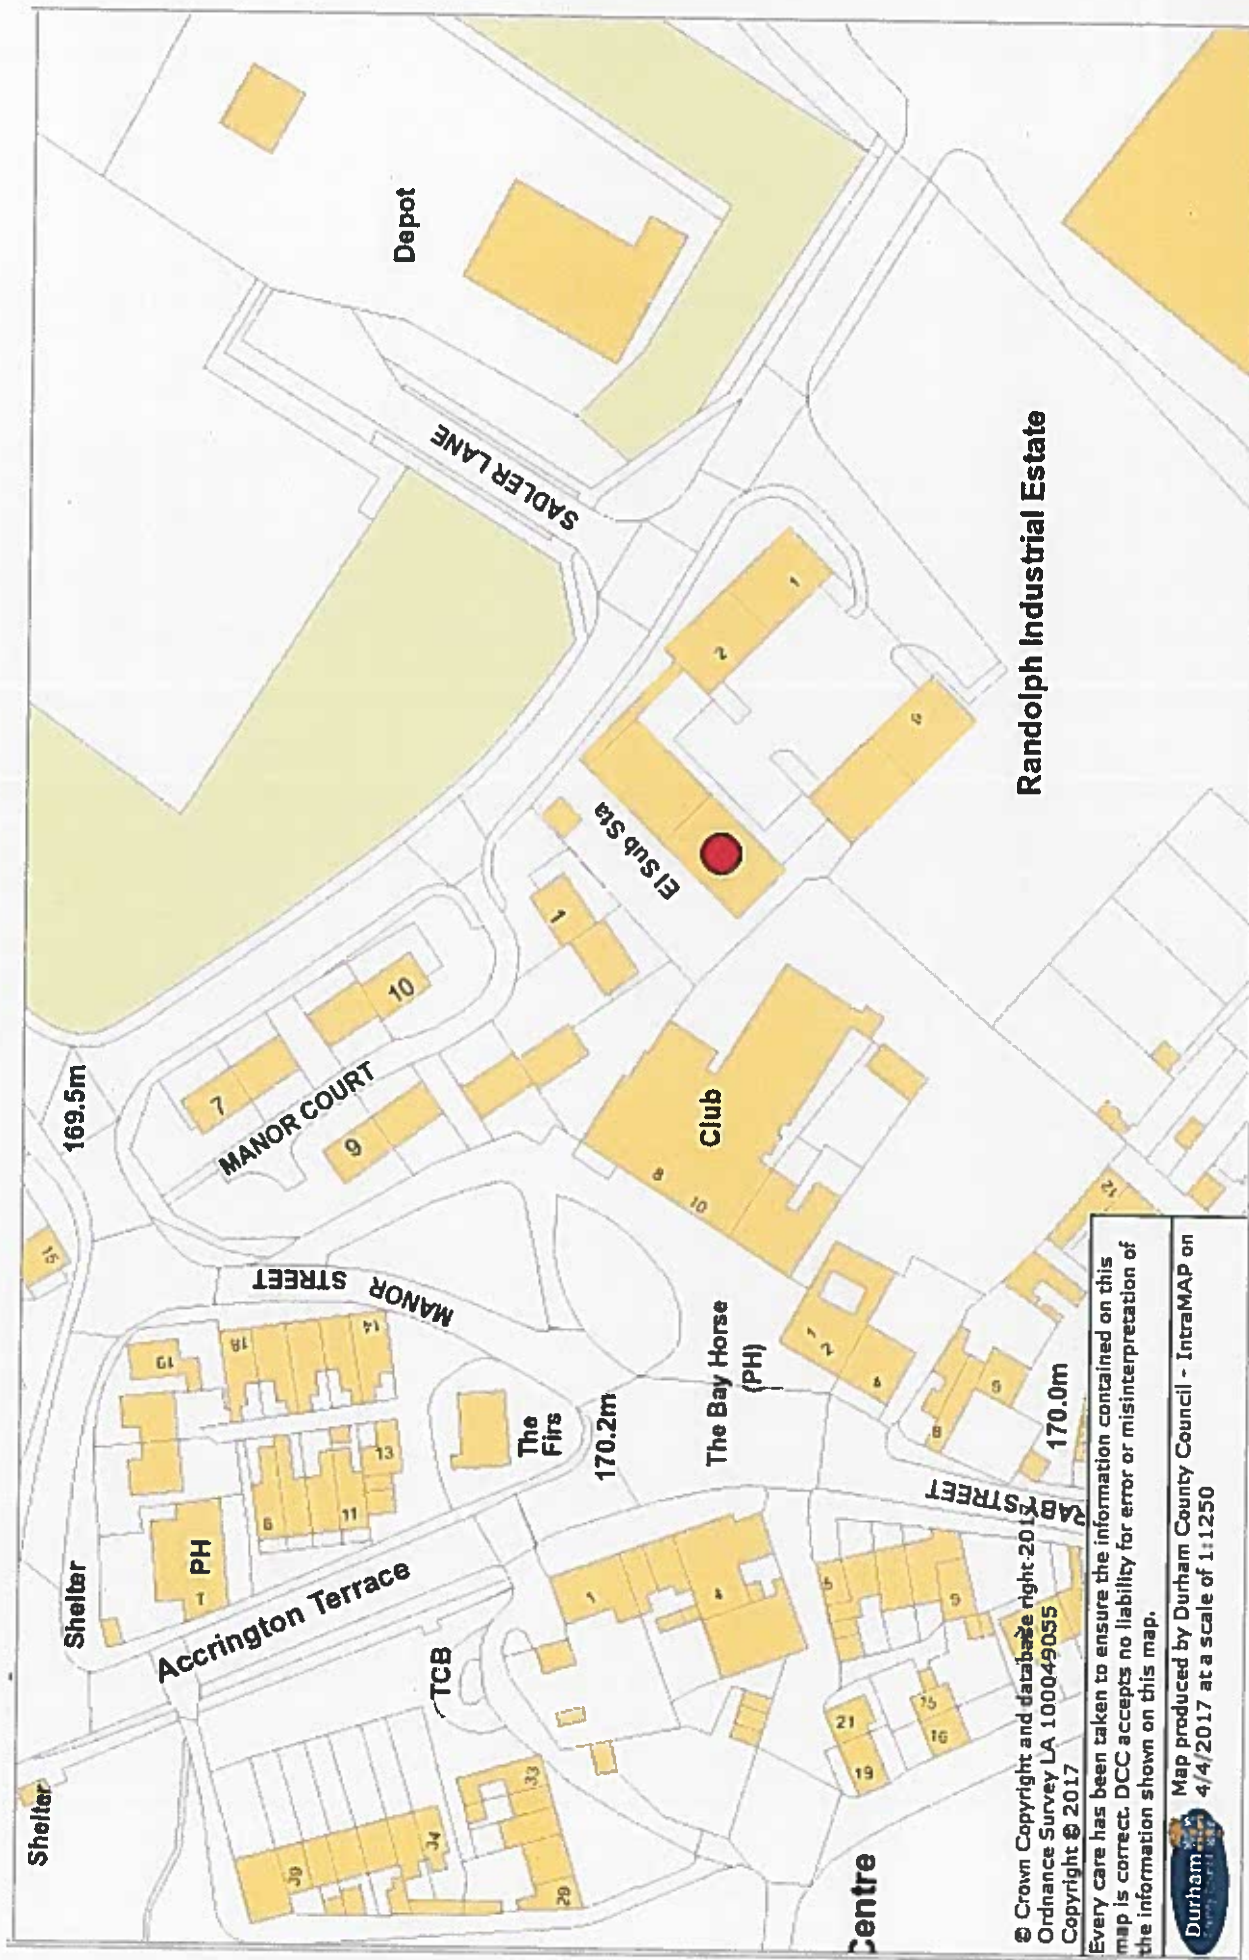 Shelter
Shelter
PH
1
Accrington Terrace
TCB
39
34
33
29
6
11
13
18
14
19
15
MANOR STREET
The
Firs
170.2m
169.5m
MANOR COURT
7
9
10
1
El Sub Sta
Depot
SADLER LANE
2
1
Randolph Industrial Estate
Club
8
10
The Bay Horse
(PH)
2
4
RABY STREET
170.0m
8
12
1
4
9
21
19
15
16
Centre
© Crown Copyright and database right 2017
Ordnance Survey LA 100049055
Copyright © 2017
Every care has been taken to ensure the information contained on this
map is correct. DCC accepts no liability for error or misinterpretation of
the information shown on this map.
Durham
Map produced by Durham County Council - IntraMAP on
4/4/2017 at a scale of 1:1250